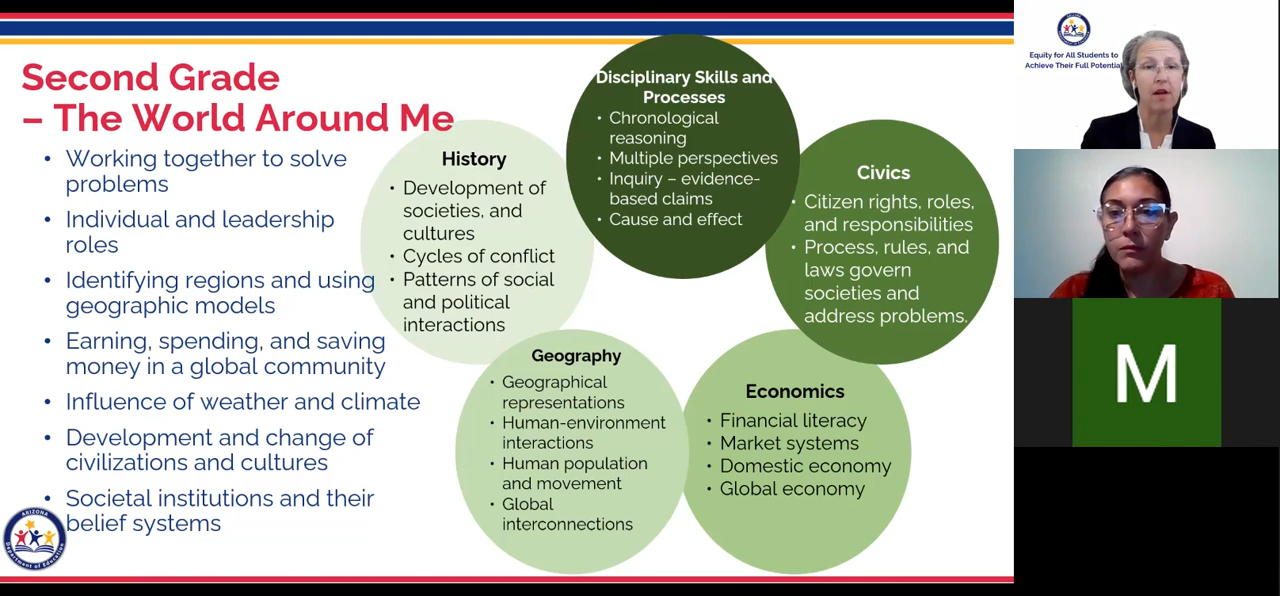 Second Grade
– The World Around Me
• Working together to solve
problems
• Individual and leadership
roles
• Identifying regions and using
geographic models
• Earning, spending, and saving
money in a global community
• Influence of weather and climate
• Development and change of
civilizations and cultures
• Societal institutions and their
belief systems
History
• Development of
societies, and
cultures
• Cycles of conflict
• Patterns of social
and political
interactions
Disciplinary Skills and
Processes
• Chronological
reasoning
• Multiple perspectives
• Inquiry – evidence-
based claims
• Cause and effect
Civics
• Citizen rights, roles,
and responsibilities
• Process, rules, and
laws govern
societies and
address problems.
Geography
• Geographical
representations
• Human-environment
interactions
• Human population
and movement
• Global
interconnections
Economics
• Financial literacy
• Market systems
• Domestic economy
• Global economy
ARIZONA
Department of Education
Equity for All Students to
Achieve Their Full Potential
M